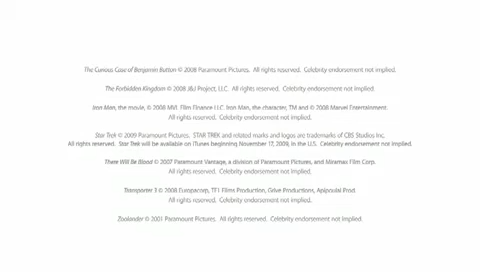 The Curious Case of Benjamin Button © 2008 Paramount Pictures. All rights reserved. Celebrity endorsement not implied.
The Forbidden Kingdom © 2008 J&J Project, LLC. All rights reserved. Celebrity endorsement not implied.
Iron Man, the movie, © 2008 MVL Film Finance LLC. Iron Man, the character, TM and © 2008 Marvel Entertainment.
All rights reserved. Celebrity endorsement not implied.
Star Trek © 2009 Paramount Pictures. STAR TREK and related marks and logos are trademarks of CBS Studios Inc.
All rights reserved. Star Trek will be available on iTunes beginning November 17, 2009, in the U.S. Celebrity endorsement not implied.
There Will Be Blood © 2007 Paramount Vantage, a division of Paramount Pictures, and Miramax Film Corp.
All rights reserved. Celebrity endorsement not implied.
Transporter 3 © 2008 Europacorp, TF1 Films Production, Grive Productions, Apipoulaï Prod.
All rights reserved. Celebrity endorsement not implied.
Zoolander © 2001 Paramount Pictures. All rights reserved. Celebrity endorsement not implied.